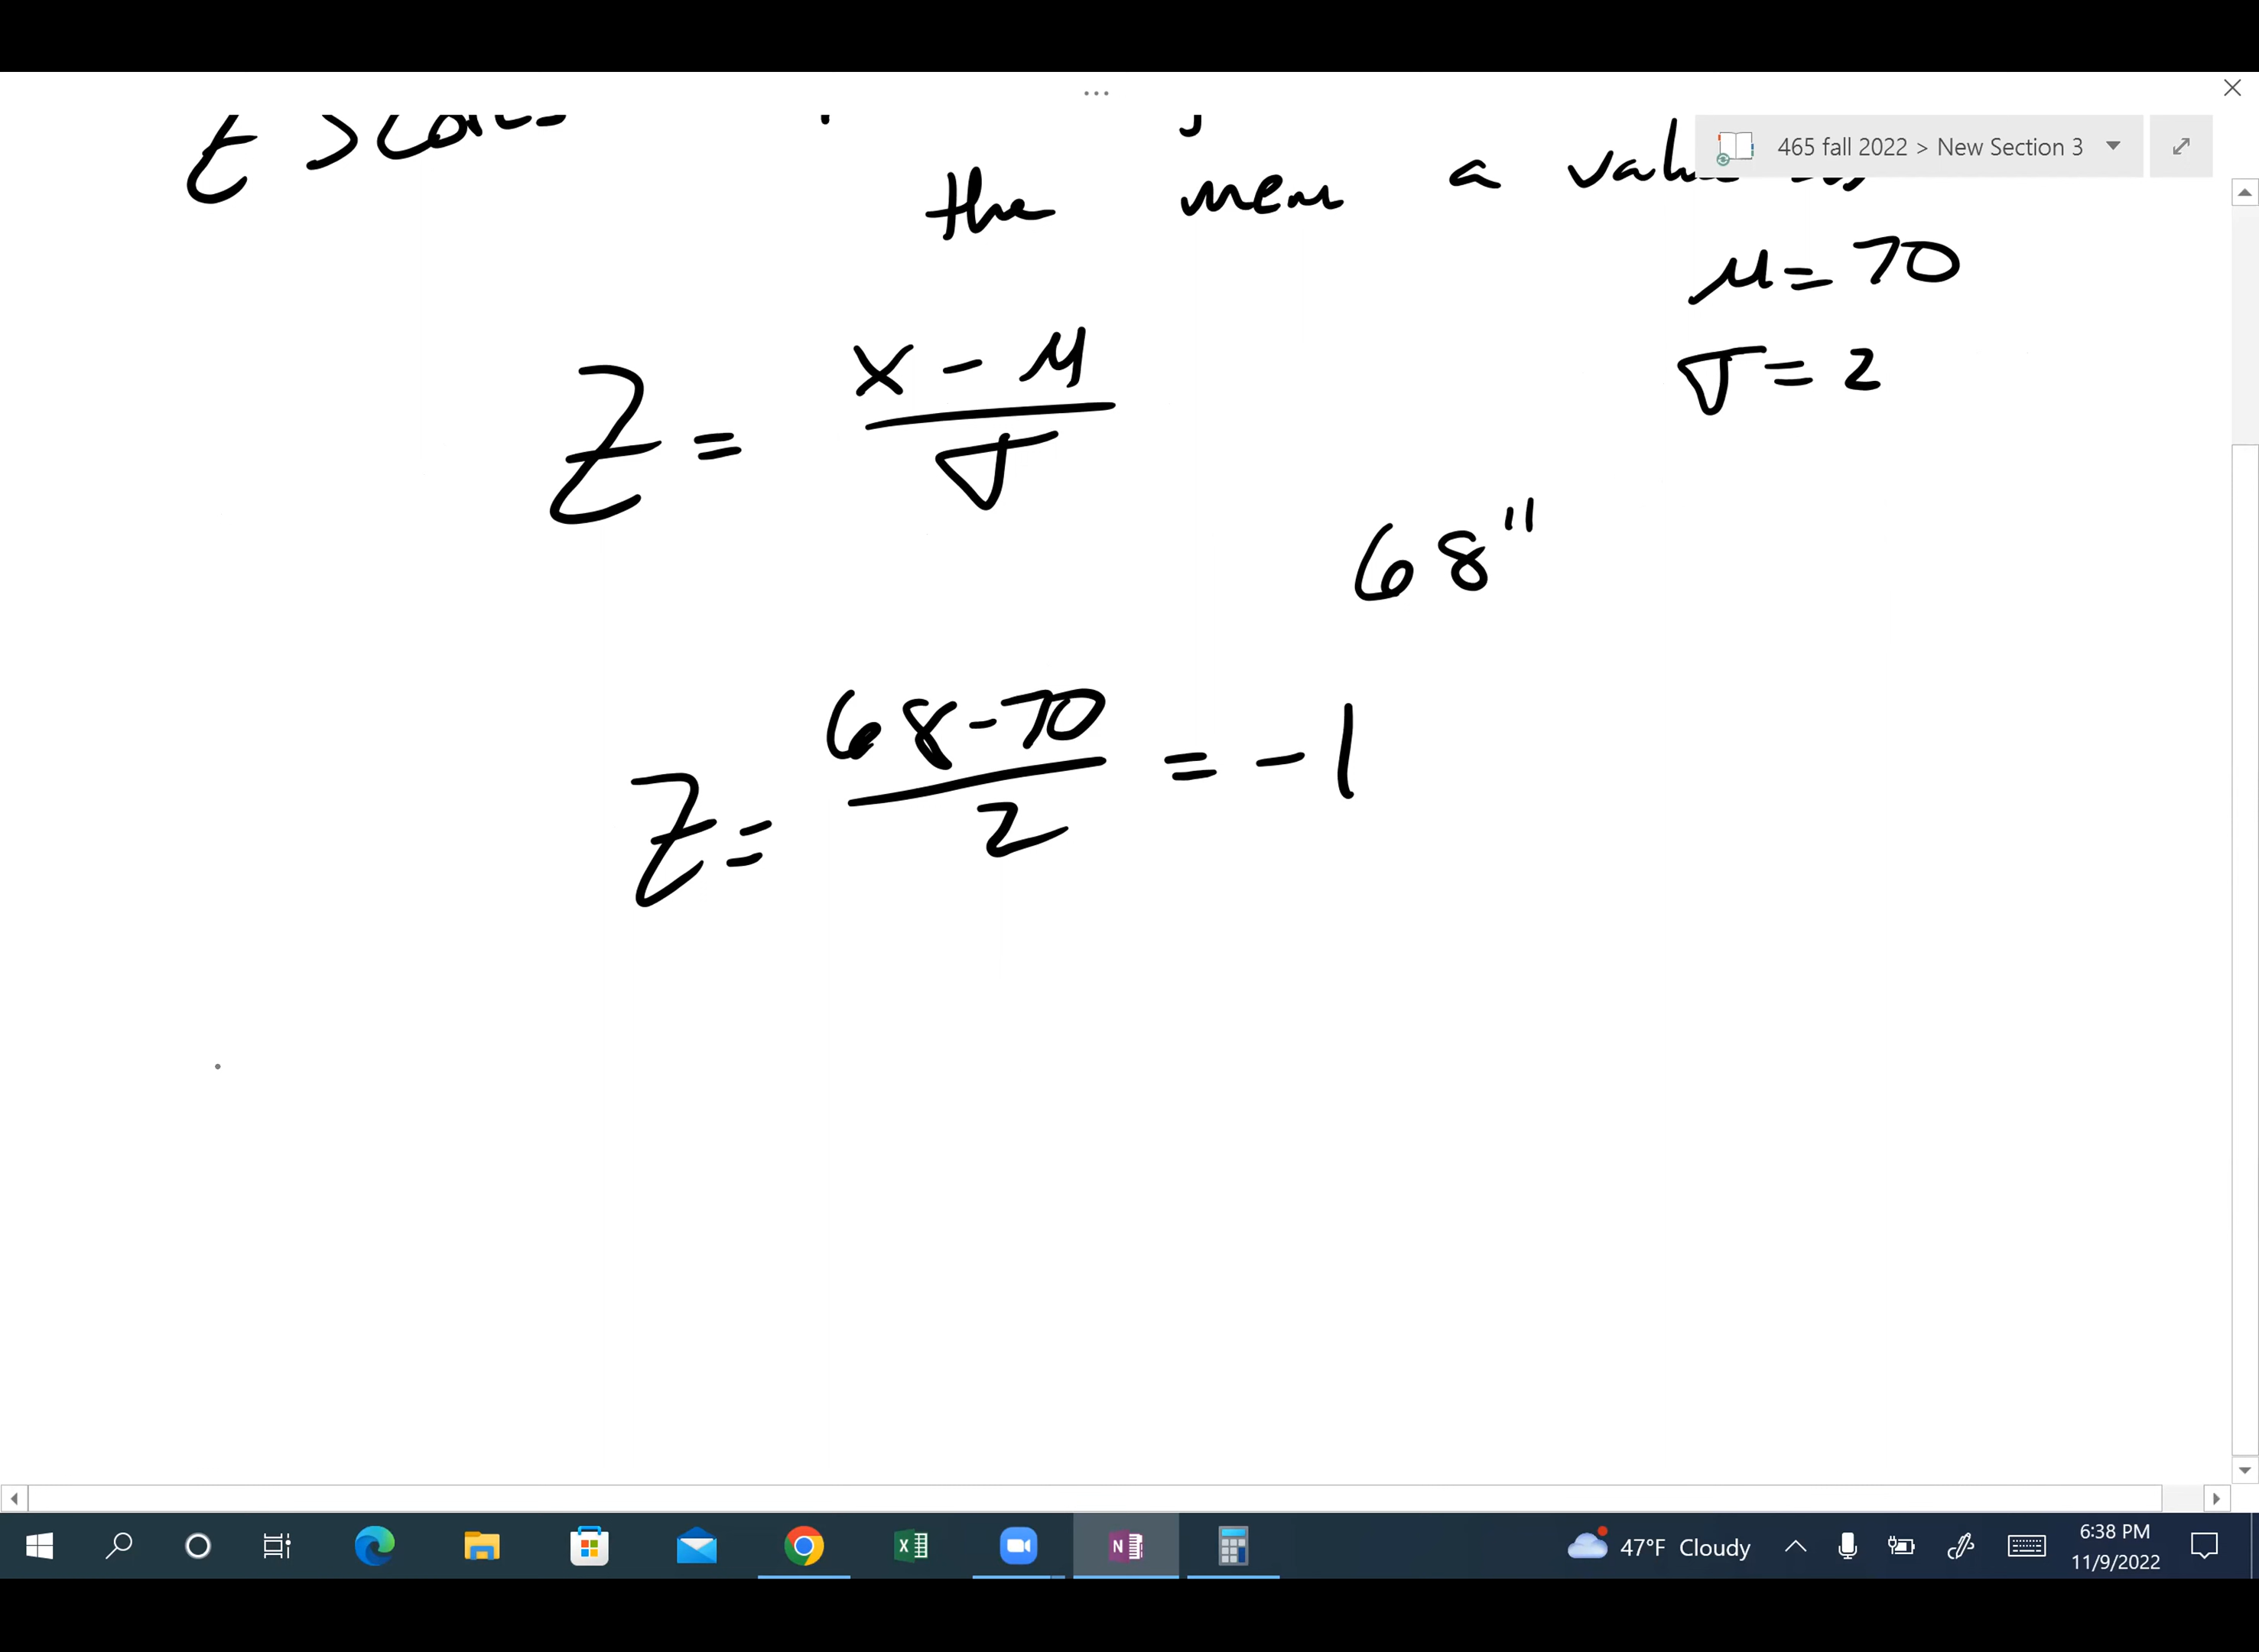 465 fall 2022 > New Section 3
the mean a
μ = 70
Z = (x - μ) / σ
σ = 2
68"
Z = (68-70) / 2 = -1
47°F Cloudy
6:38 PM
11/9/2022